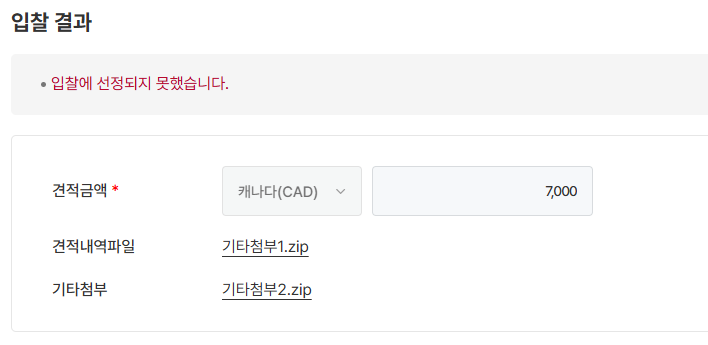 입찰 결과
• 입찰에 선정되지 못했습니다.
견적금액 * 캐나다(CAD) 7,000
견적내역파일 기타첨부1.zip
기타첨부 기타첨부2.zip